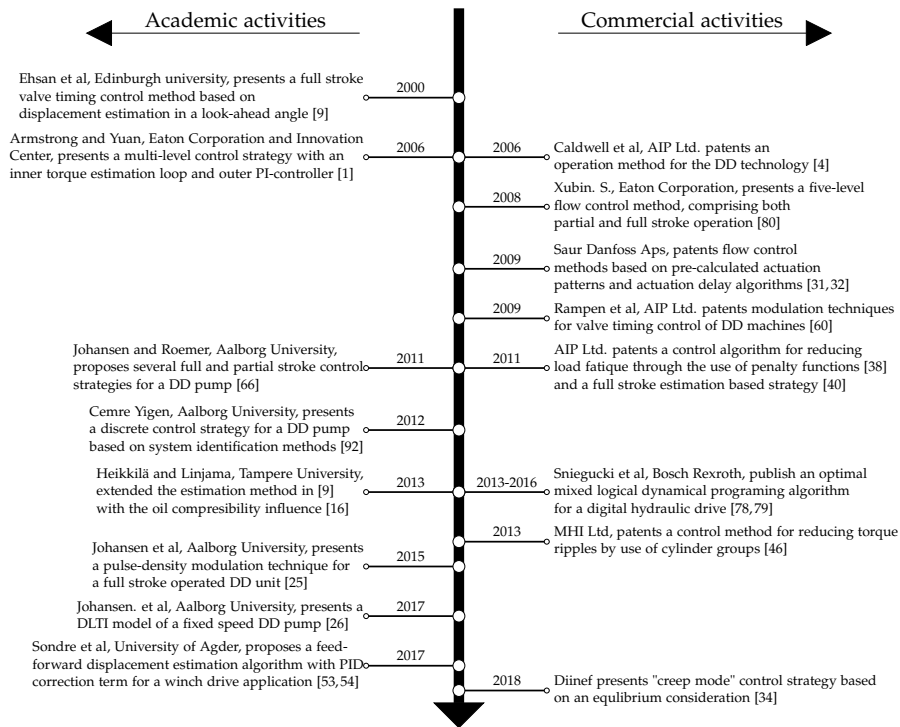 Academic activities
Commercial activities
Ehsan et al, Edinburgh university, presents a full stroke
valve timing control method based on
displacement estimation in a look-ahead angle [9]
2000
Armstrong and Yuan, Eaton Corporation and Innovation
Center, presents a multi-level control strategy with an
inner torque estimation loop and outer PI-controller [1]
2006
2006
Caldwell et al, AIP Ltd. patents an
operation method for the DD technology [4]
2008
Xubin. S., Eaton Corporation, presents a five-level
flow control method, comprising both
partial and full stroke operation [80]
2009
Saur Danfoss Aps, patents flow control
methods based on pre-calculated actuation
patterns and actuation delay algorithms [31,32]
2009
Rampen et al, AIP Ltd. patents modulation techniques
for valve timing control of DD machines [60]
Johansen and Roemer, Aalborg University,
proposes several full and partial stroke control
strategies for a DD pump [66]
2011
2011
AIP Ltd. patents a control algorithm for reducing
load fatique through the use of penalty functions [38]
and a full stroke estimation based strategy [40]
Cemre Yigen, Aalborg University, presents
a discrete control strategy for a DD pump
based on system identification methods [92]
2012
Heikkilä and Linjama, Tampere University,
extended the estimation method in [9]
with the oil compresibility influence [16]
2013
2013-2016
Sniegucki et al, Bosch Rexroth, publish an optimal
mixed logical dynamical programing algorithm
for a digital hydraulic drive [78,79]
2013
MHI Ltd, patents a control method for reducing torque
ripples by use of cylinder groups [46]
Johansen et al, Aalborg University, presents
a pulse-density modulation technique for
a full stroke operated DD unit [25]
2015
Johansen. et al, Aalborg University, presents a
DLTI model of a fixed speed DD pump [26]
2017
Sondre et al, University of Agder, proposes a feed-
forward displacement estimation algorithm with PID
correction term for a winch drive application [53,54]
2017
2018
Diinef presents "creep mode" control strategy based
on an equlibrium consideration [34]